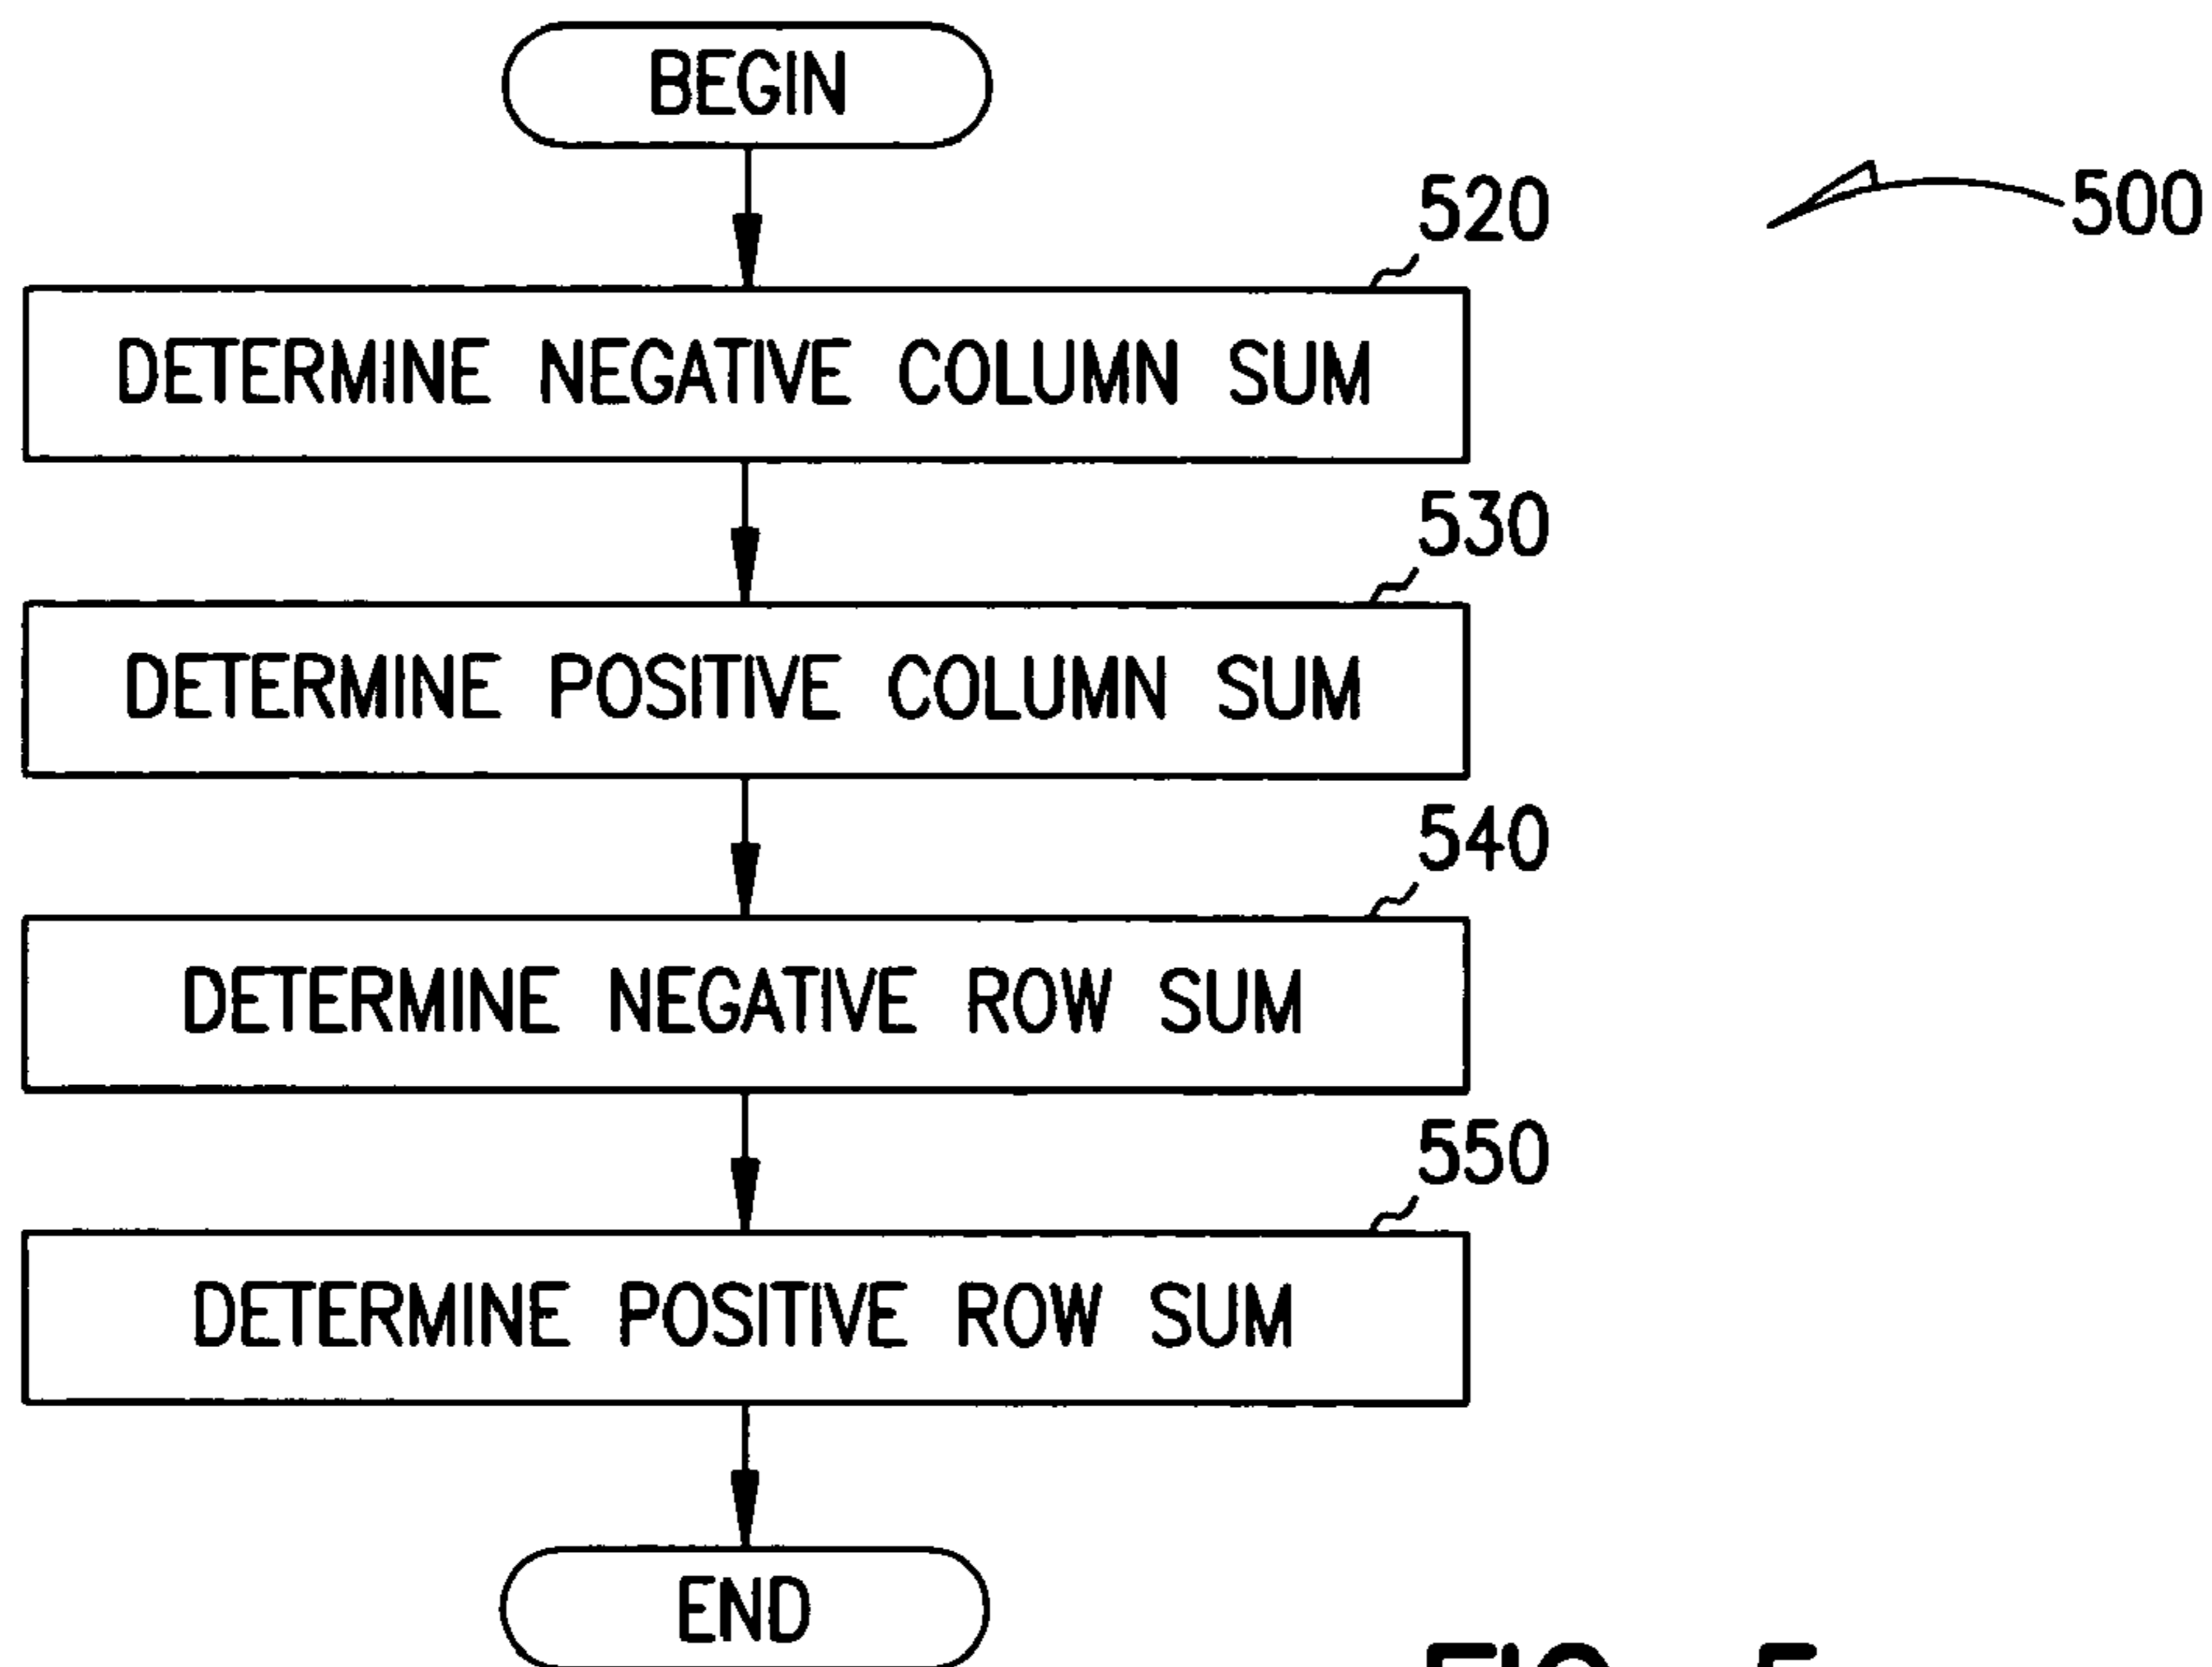 BEGIN
500
520
DETERMINE NEGATIVE COLUMN SUM
530
DETERMINE POSITIVE COLUMN SUM
540
DETERMINE NEGATIVE ROW SUM
550
DETERMINE POSITIVE ROW SUM
END